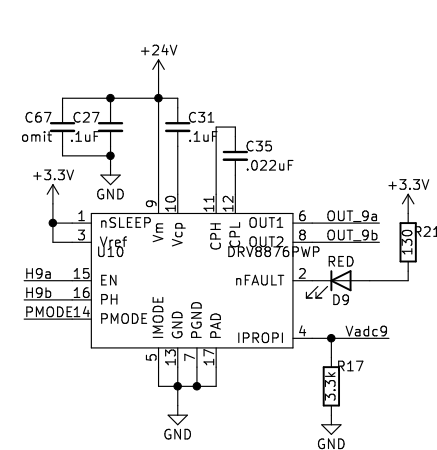 +24V
C67
C27
C31
omit
.1uF
.1uF
C35
.022uF
+3.3V
GND
+3.3V
9
10
11
12
1
nSLEEP
Vm
Vcp
CPH
CPL
OUT1
6
OUT_9a
3
Vref
OUT2
8
OUT_9b
R21
130
U10
DRV8876PWP
H9a
15
EN
nFAULT
2
RED
D9
H9b
16
PH
PMODE
14
PMODE
IMODE
GND
PGND
PAD
IPROPI
4
Vadc9
5
13
7
17
R17
3.3k
GND
GND